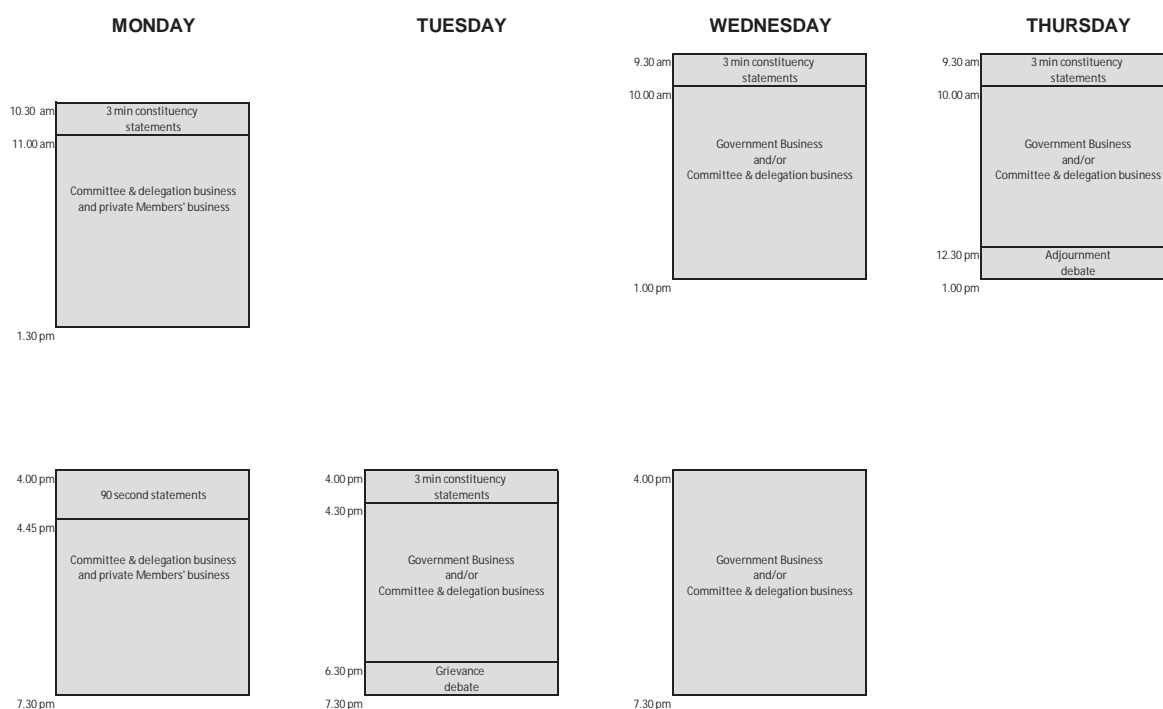 MONDAY
10.30 am
3 min constituency
statements
11.00 am
Committee & delegation business
and private Members' business
1.30 pm
4.00 pm
90 second statements
4.45 pm
Committee & delegation business
and private Members' business
7.30 pm
TUESDAY
4.00 pm
3 min constituency
statements
4.30 pm
Government Business
and/or
Committee & delegation business
6.30 pm
Grievance
debate
7.30 pm
WEDNESDAY
9.30 am
3 min constituency
statements
10.00 am
Government Business
and/or
Committee & delegation business
1.00 pm
4.00 pm
Government Business
and/or
Committee & delegation business
7.30 pm
THURSDAY
9.30 am
3 min constituency
statements
10.00 am
Government Business
and/or
Committee & delegation business
12.30 pm
Adjournment
debate
1.00 pm